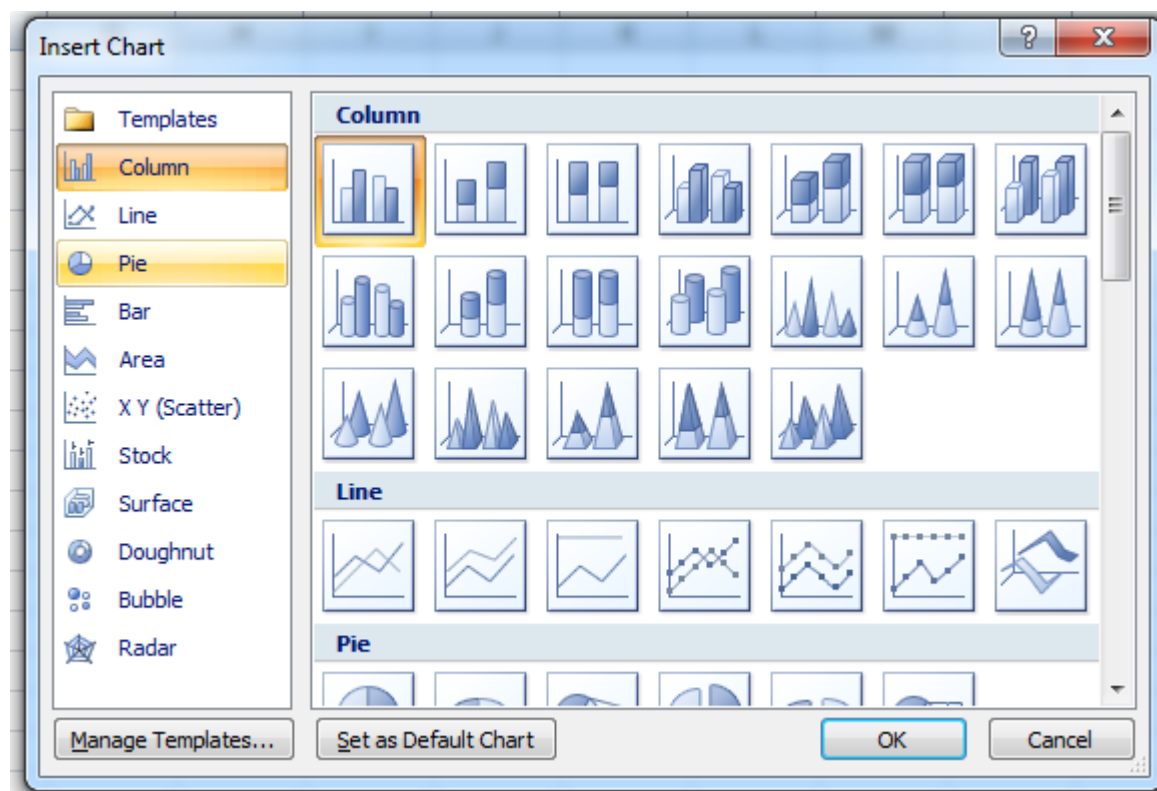 Insert Chart
Templates
Column
Line
Pie
Bar
Area
X Y (Scatter)
Stock
Surface
Doughnut
Bubble
Radar
Column
Line
Pie
Manage Templates...
Set as Default Chart
OK
Cancel